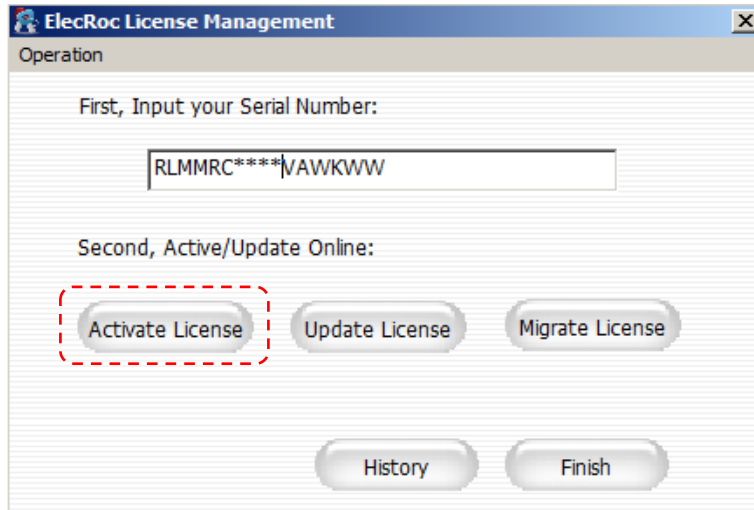 ElecRoc License Management
Operation
First, Input your Serial Number:
RLMMRC****VAWKWW
Second, Active/Update Online:
Activate License Update License Migrate License
History Finish